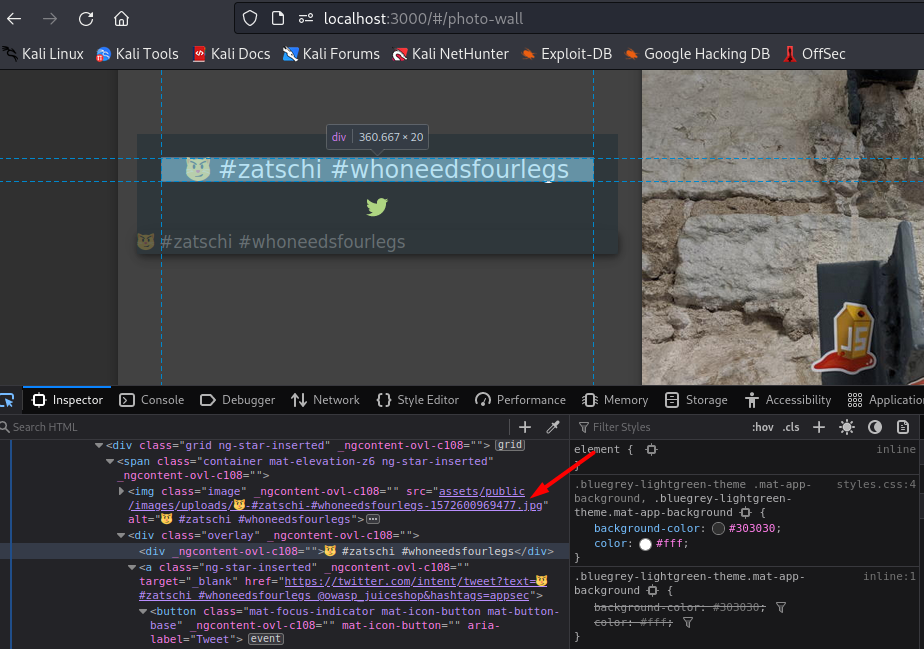 localhost:3000/#/photo-wall
Kali Linux Kali Tools Kali Docs Kali Forums Kali NetHunter Exploit-DB Google Hacking DB OffSec
div 360.667 × 20
😼 #zatschi #whoneedsfourlegs
😼 #zatschi #whoneedsfourlegs
JS
Inspector Console Debugger Network Style Editor Performance Memory Storage Accessibility Applicatio
Search HTML
Filter Styles :hov .cls
<div class="grid ng-star-inserted" _ngcontent-ovl-c108=""> grid
<span class="container mat-elevation-z6 ng-star-inserted"
_ngcontent-ovl-c108="">
<img class="image" _ngcontent-ovl-c108="" src="assets/public
/images/uploads/😼-#zatschi-#whoneedsfourlegs-1572600969477.jpg"
alt="😼 #zatschi #whoneedsfourlegs">
<div class="overlay" _ngcontent-ovl-c108="">
<div _ngcontent-ovl-c108="">😼 #zatschi #whoneedsfourlegs</div>
<a class="ng-star-inserted" _ngcontent-ovl-c108=""
target="_blank" href="https://twitter.com/intent/tweet?text=😼
#zatschi #whoneedsfourlegs @owasp_juiceshop&hashtags=appsec">
<button class="mat-focus-indicator mat-icon-button mat-button-
base" _ngcontent-ovl-c108="" mat-icon-button="" aria-
label="Tweet"> event
element { inline
}
.bluegrey-lightgreen-theme .mat-app- styles.css:4
background, .bluegrey-lightgreen-
theme.mat-app-background {
background-color: #303030;
color: #fff;
}
.bluegrey-lightgreen-theme.mat-app- inline:1
background {
background-color: #303030;
color: #fff;
}